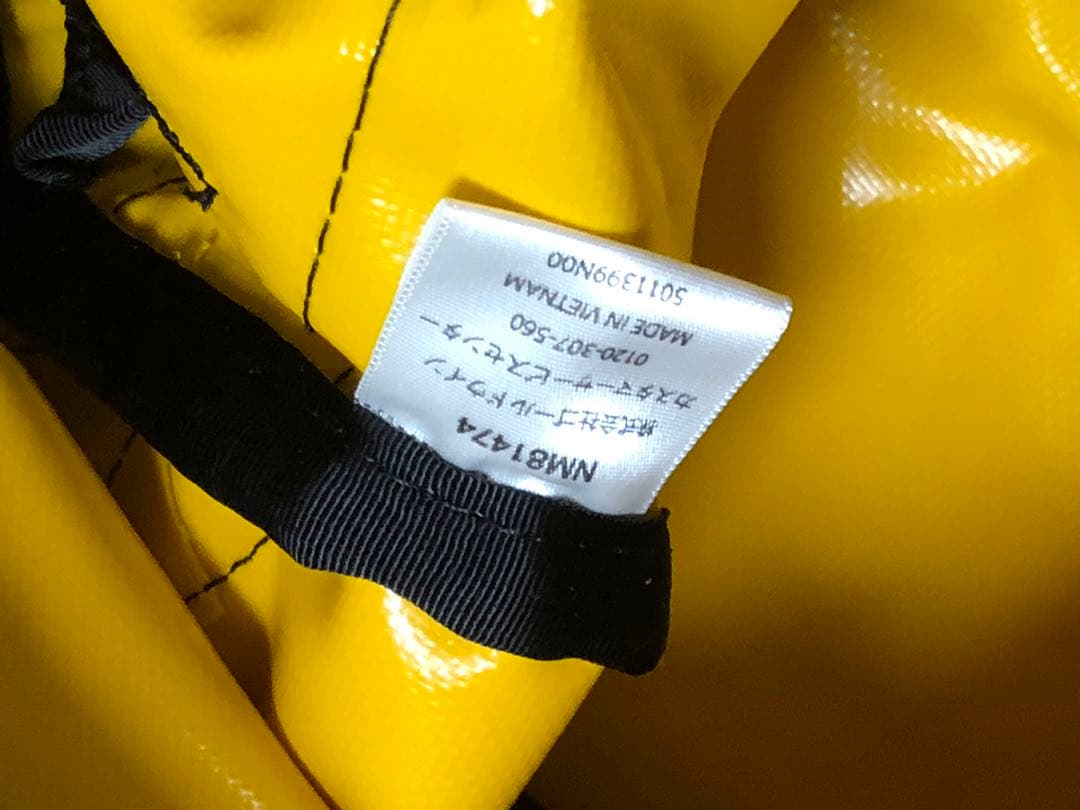 NM81474
株式会社ゴールドウイン
カスタマーサービスセンター
0120-307-560
MADE IN VIETNAM
5011399N00